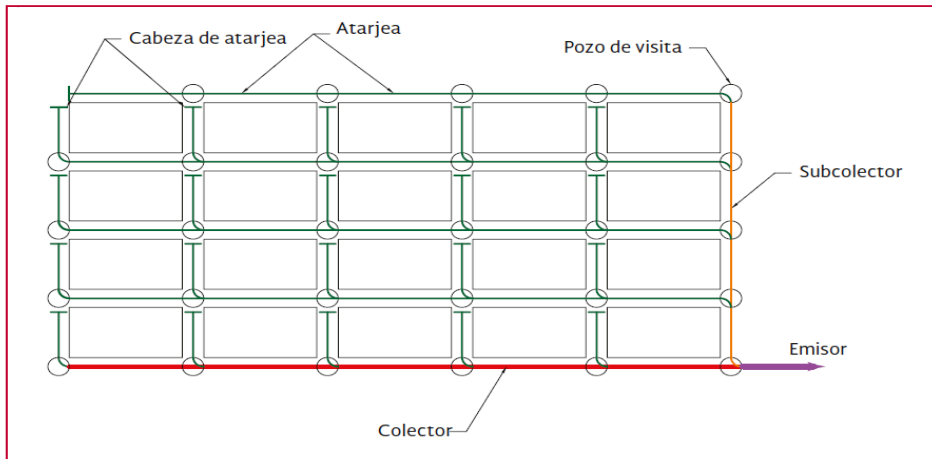 Cabeza de atarjea
Atarjea
Pozo de visita
Subcolector
Emisor
Colector